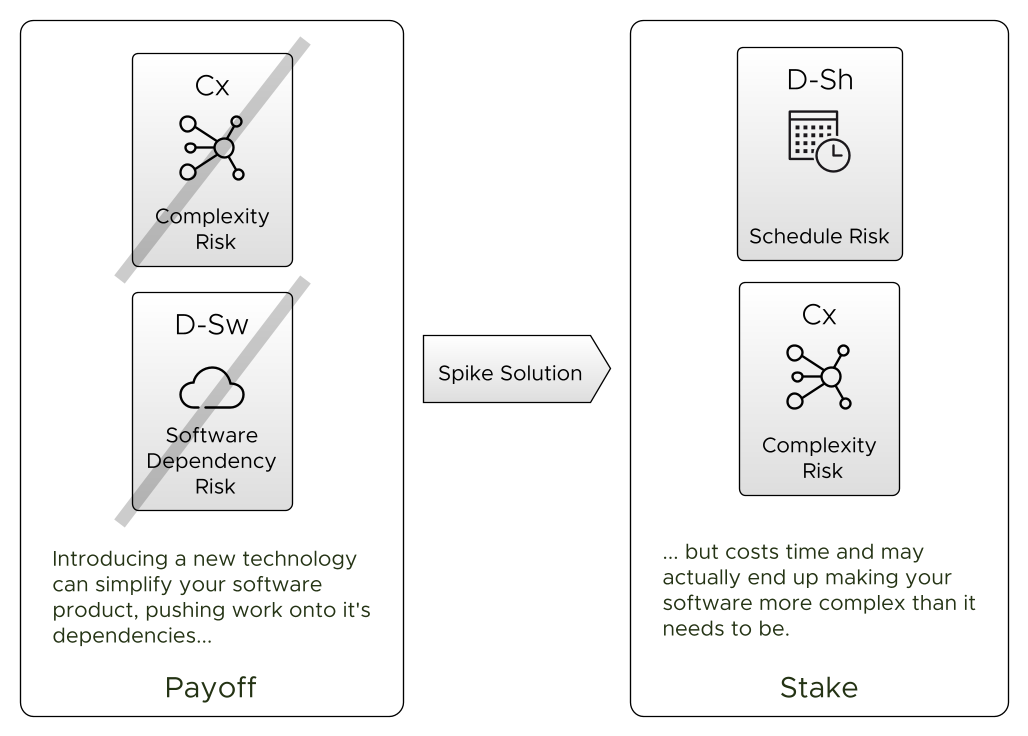 Cx
Complexity
Risk
D-Sw
Software
Dependency
Risk
Introducing a new technology
can simplify your software
product, pushing work onto it's
dependencies...
Payoff
Spike Solution
D-Sh
Schedule Risk
Cx
Complexity
Risk
... but costs time and may
actually end up making your
software more complex than it
needs to be.
Stake